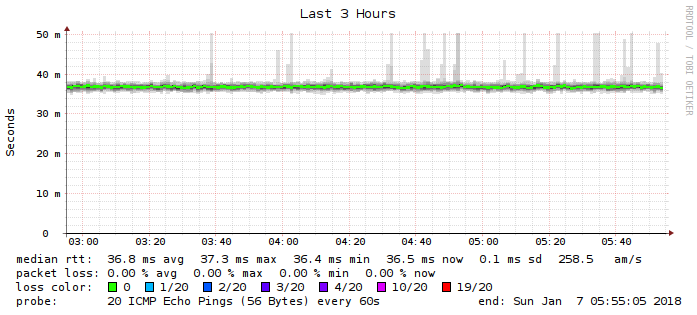 Last 3 Hours
RRDTOOL / TOBI OETIKER
Seconds
50 m
40 m
30 m
20 m
10 m
0
03:00 03:20 03:40 04:00 04:20 04:40 05:00 05:20 05:40
median rtt: 36.8 ms avg 37.3 ms max 36.4 ms min 36.5 ms now 0.1 ms sd 258.5 am/s
packet loss: 0.00 % avg 0.00 % max 0.00 % min 0.00 % now
loss color: 0 1/20 2/20 3/20 4/20 10/20 19/20
probe: 20 ICMP Echo Pings (56 Bytes) every 60s end: Sun Jan 7 05:55:05 2018